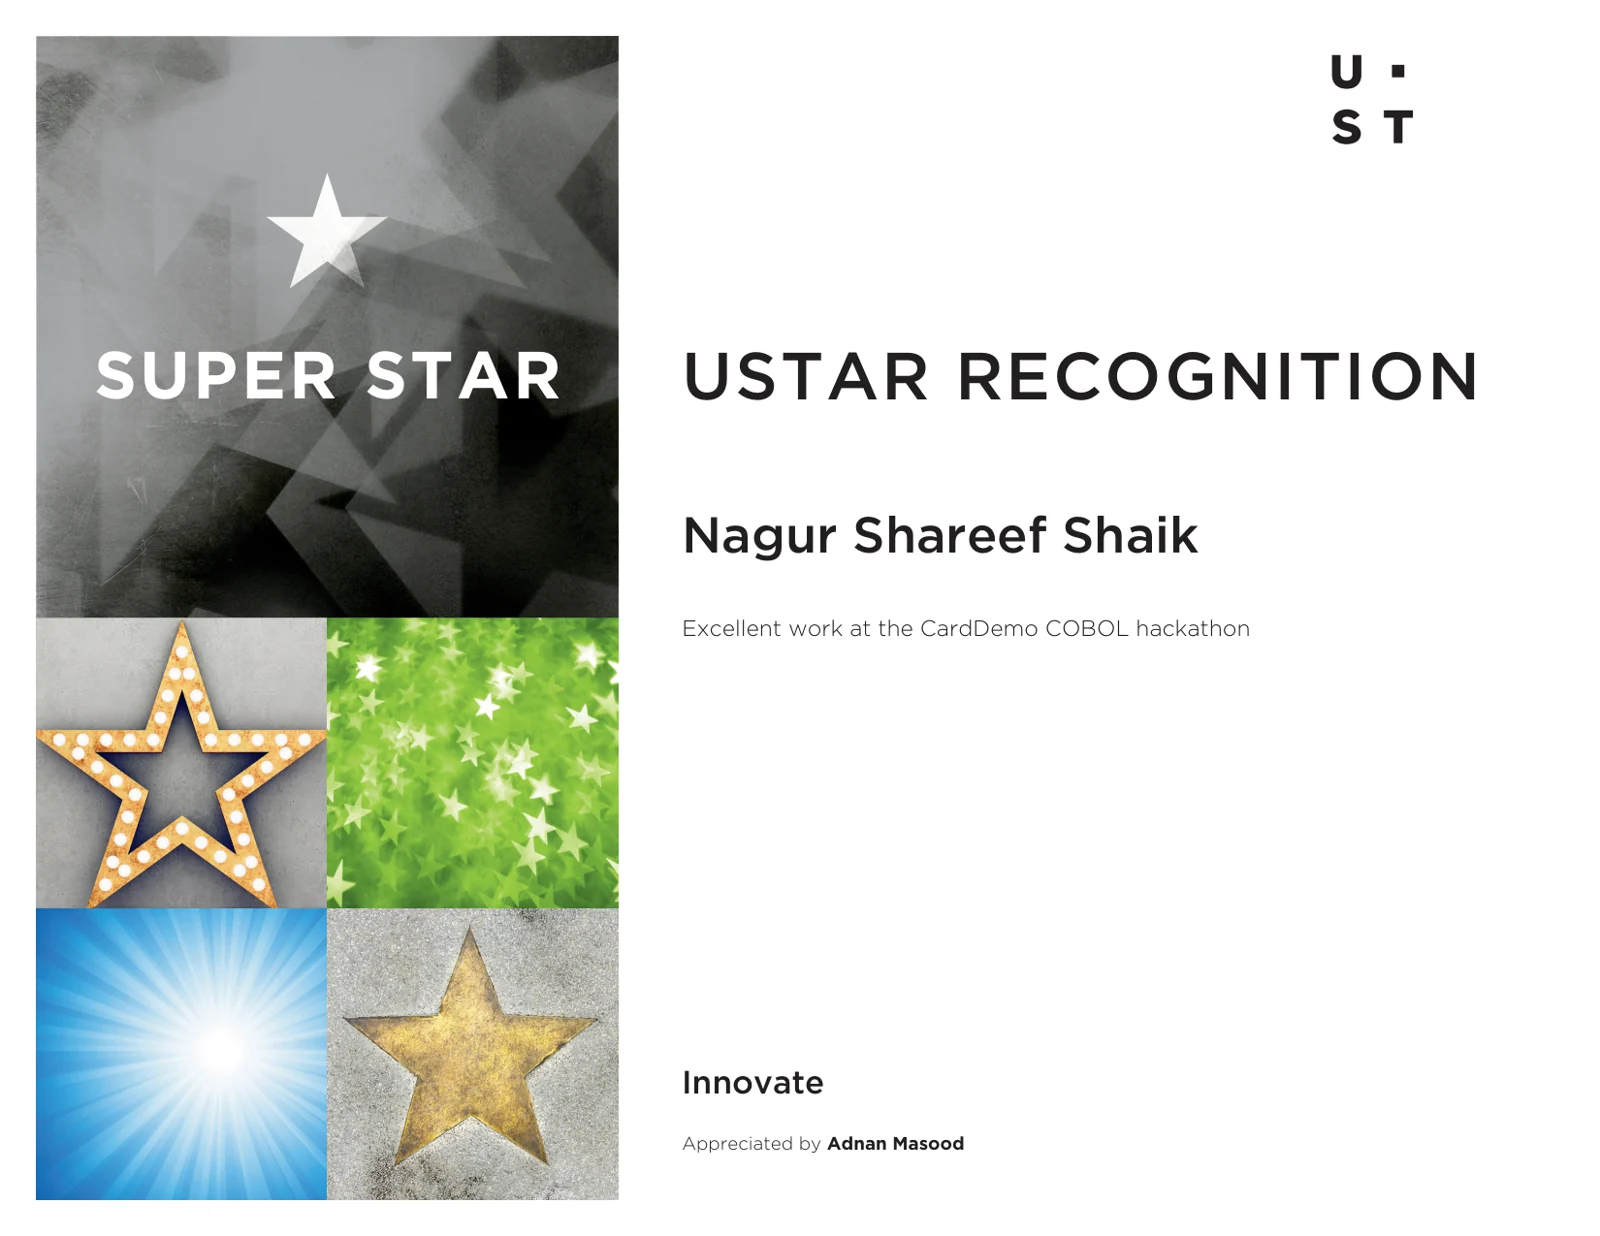 U ▪
S T
SUPER STAR
USTAR RECOGNITION
Nagur Shareef Shaik
Excellent work at the CardDemo COBOL hackathon
Innovate
Appreciated by Adnan Masood